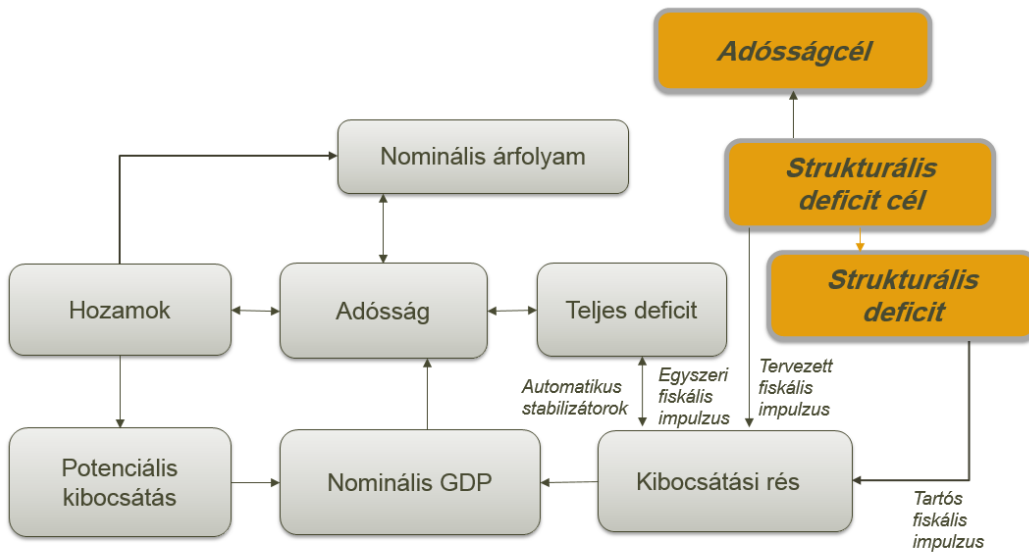 Adósságcél
Nominális árfolyam
Strukturális
deficit cél
Hozamok
Adósság
Teljes deficit
Strukturális
deficit
Automatikus
stabilizátorok
Egyszeri
fiskális
impulzus
Tervezett
fiskális
impulzus
Potenciális
kibocsátás
Nominális GDP
Kibocsátási rés
Tartós
fiskális
impulzus